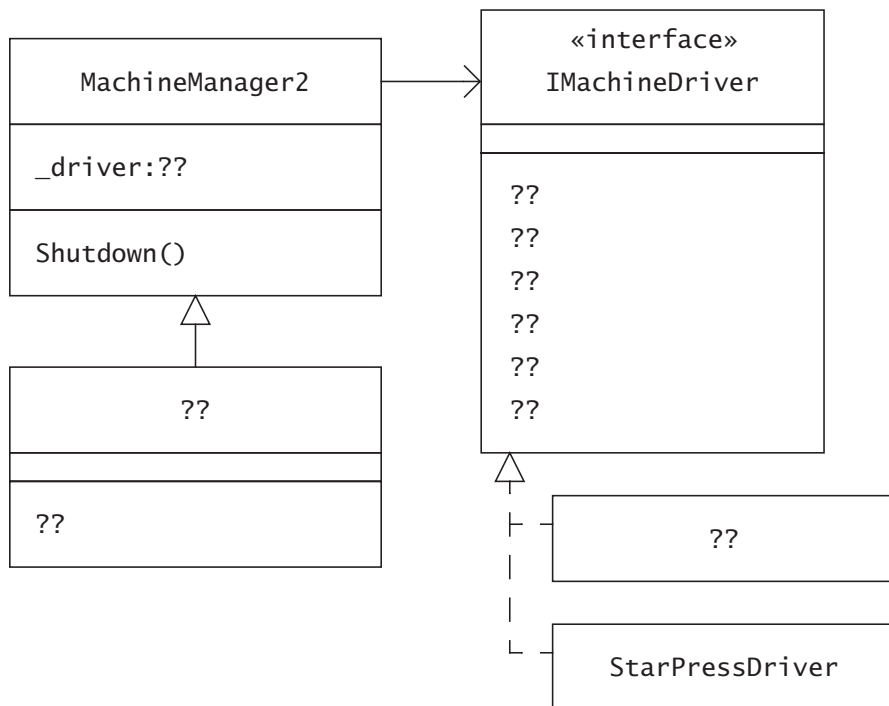 MachineManager2
_driver:??
Shutdown()
??
??
«interface»
IMachineDriver
??
??
??
??
??
??
??
StarPressDriver